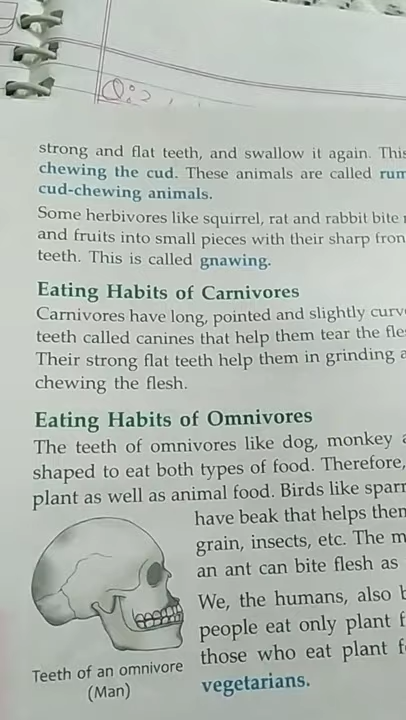 Q:2
strong and flat teeth, and swallow it again. This
chewing the cud. These animals are called
cud-chewing animals.
Some herbivores like squirrel, rat and rabbit bite
and fruits into small pieces with their sharp
teeth. This is called gnawing.
Eating Habits of Carnivores
Carnivores have long, pointed and slightly
teeth called canines that help them tear the
Their strong flat teeth help them in grinding
chewing the flesh.
Eating Habits of Omnivores
The teeth of omnivores like dog, monkey
shaped to eat both types of food. Therefore,
plant as well as animal food. Birds like
have beak that helps
grain, insects, etc. The
an ant can bite flesh as
We, the humans, also
people eat only plant
those who eat plant
vegetarians.
Teeth of an omnivore
(Man)